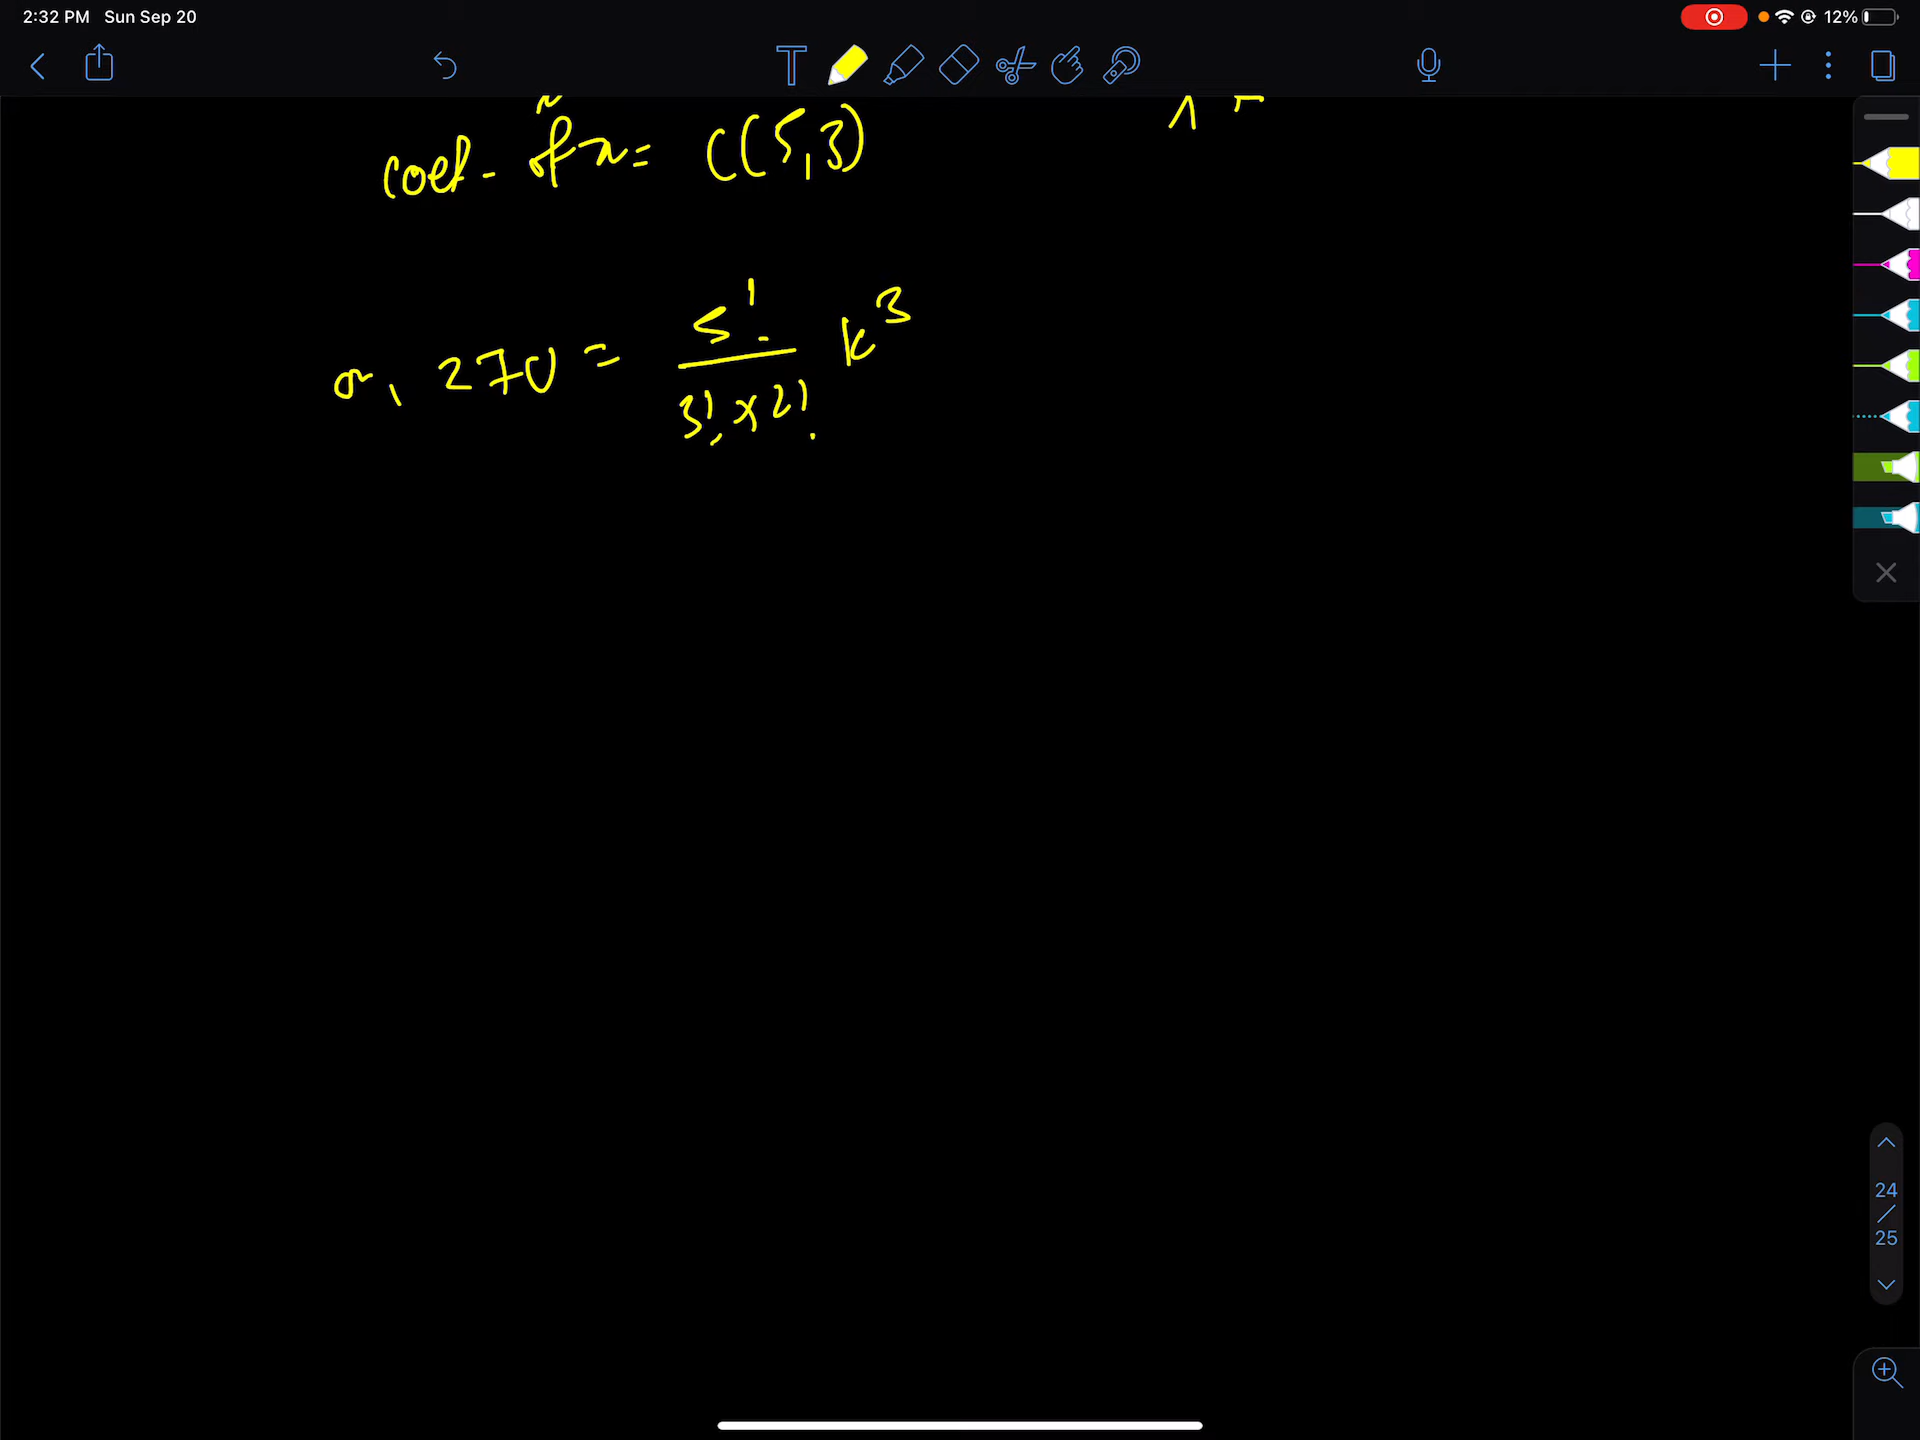 2:32 PM Sun Sep 20
12%
coef. of x = C(5,3)
or, 270 = 5! / 3! × 2! k^3
24
/
25